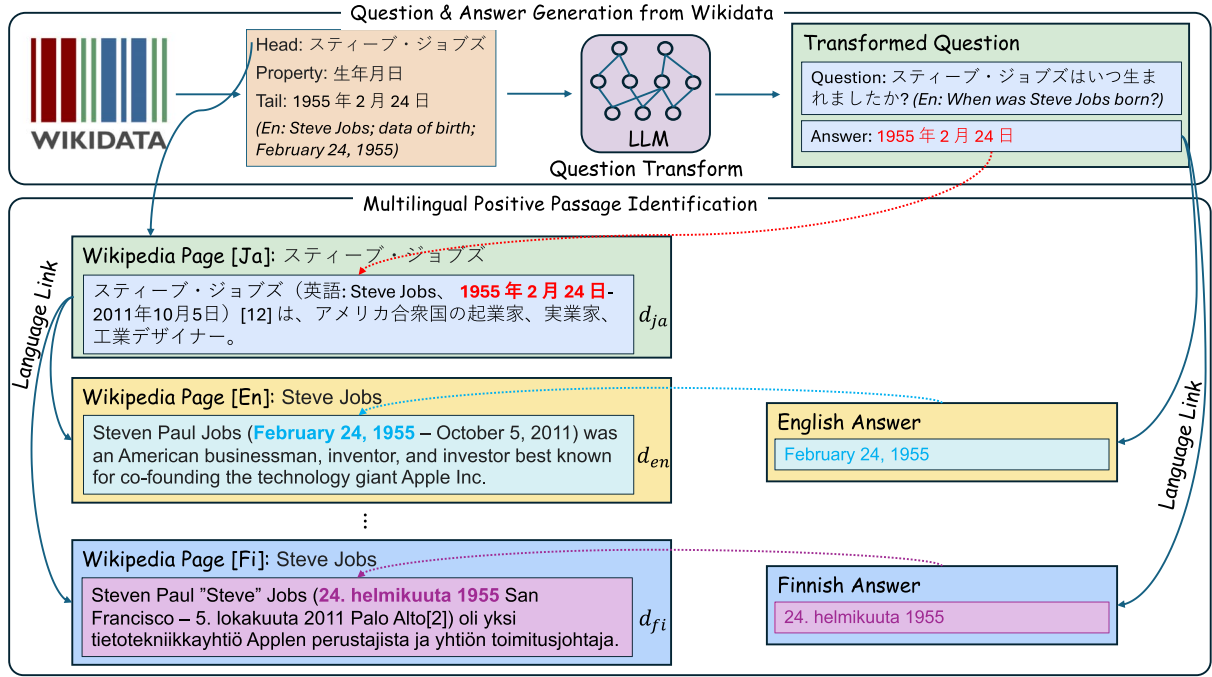 Question & Answer Generation from Wikidata
WIKIDATA
Head: スティーブ・ジョブズ
Property: 生年月日
Tail: 1955 年 2 月 24 日
(En: Steve Jobs; data of birth;
February 24, 1955)
LLM
Question Transform
Transformed Question
Question: スティーブ・ジョブズはいつ生ま
れましたか? (En: When was Steve Jobs born?)
Answer: 1955 年 2 月 24 日
Multilingual Positive Passage Identification
Language Link
Wikipedia Page [Ja]: スティーブ・ジョブズ
スティーブ・ジョブズ（英語: Steve Jobs、 1955 年 2 月 24 日-
2011年10月5日）[12] は、アメリカ合衆国の起業家、実業家、
工業デザイナー。
d_ja
Wikipedia Page [En]: Steve Jobs
Steven Paul Jobs (February 24, 1955 – October 5, 2011) was
an American businessman, inventor, and investor best known
for co-founding the technology giant Apple Inc.
d_en
English Answer
February 24, 1955
Language Link
⋮
Wikipedia Page [Fi]: Steve Jobs
Steven Paul ”Steve” Jobs (24. helmikuuta 1955 San
Francisco – 5. lokakuuta 2011 Palo Alto[2]) oli yksi
tietotekniikkayhtiö Applen perustajista ja yhtiön toimitusjohtaja.
d_fi
Finnish Answer
24. helmikuuta 1955